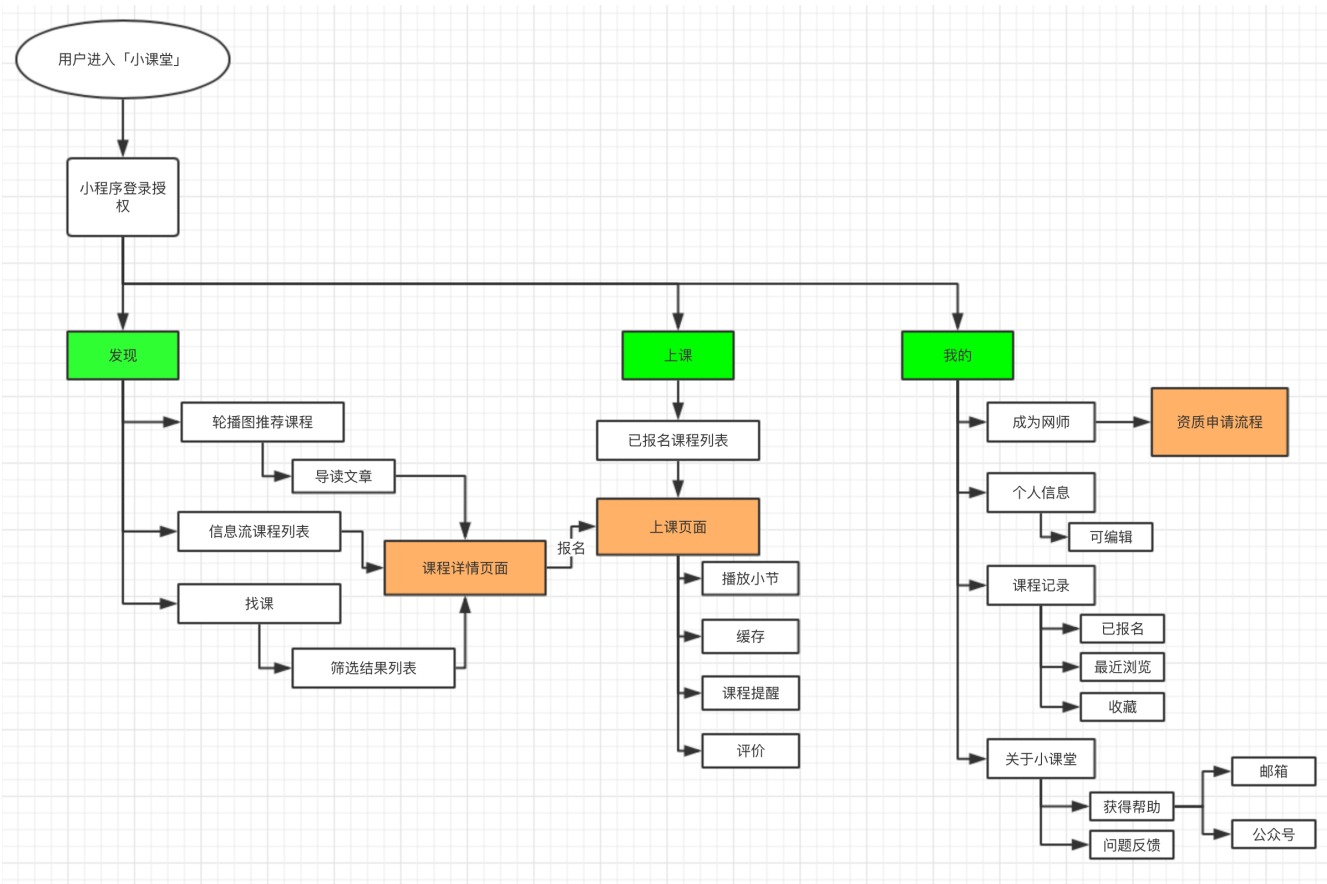 用户进入「小课堂」
小程序登录授
权
发现
上课
我的
轮播图推荐课程
导读文章
信息流课程列表
课程详情页面
找课
筛选结果列表
报名
已报名课程列表
上课页面
播放小节
缓存
课程提醒
评价
成为网师
资质申请流程
个人信息
可编辑
课程记录
已报名
最近浏览
收藏
关于小课堂
获得帮助
邮箱
公众号
问题反馈